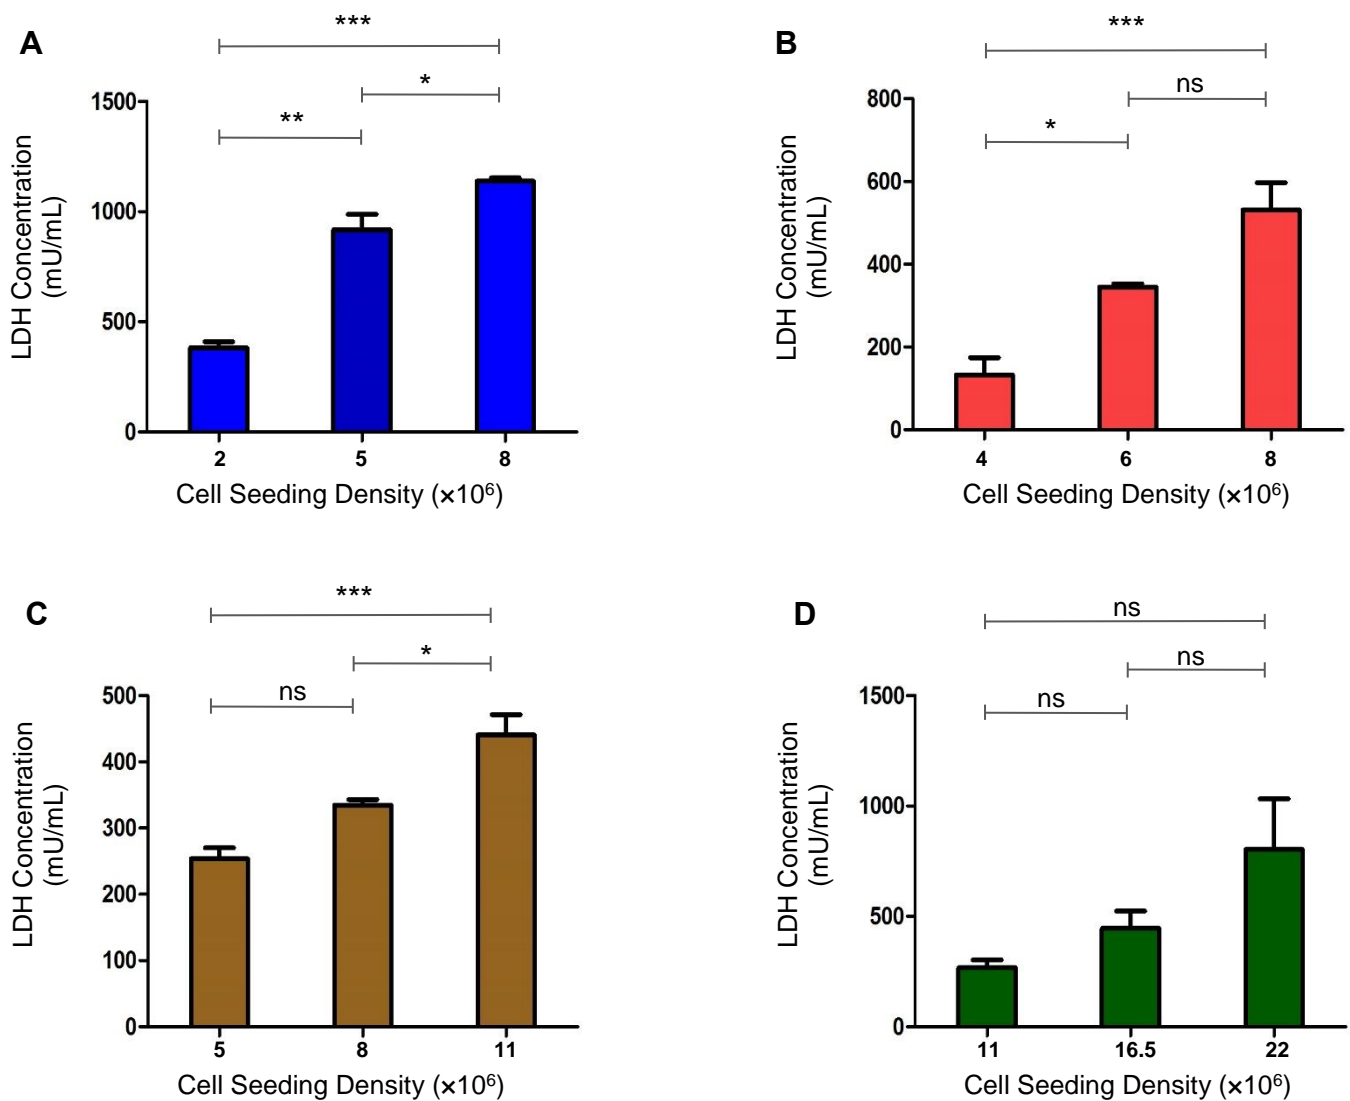 A
***
*
**
1500
1000
500
0
LDH Concentration
(mU/mL)
2 5 8
Cell Seeding Density (×10⁶)
B
***
ns
*
800
600
400
200
0
LDH Concentration
(mU/mL)
4 6 8
Cell Seeding Density (×10⁶)
C
***
*
ns
500
400
300
200
100
0
LDH Concentration
(mU/mL)
5 8 11
Cell Seeding Density (×10⁶)
D
ns
ns
ns
1500
1000
500
0
LDH Concentration
(mU/mL)
11 16.5 22
Cell Seeding Density (×10⁶)